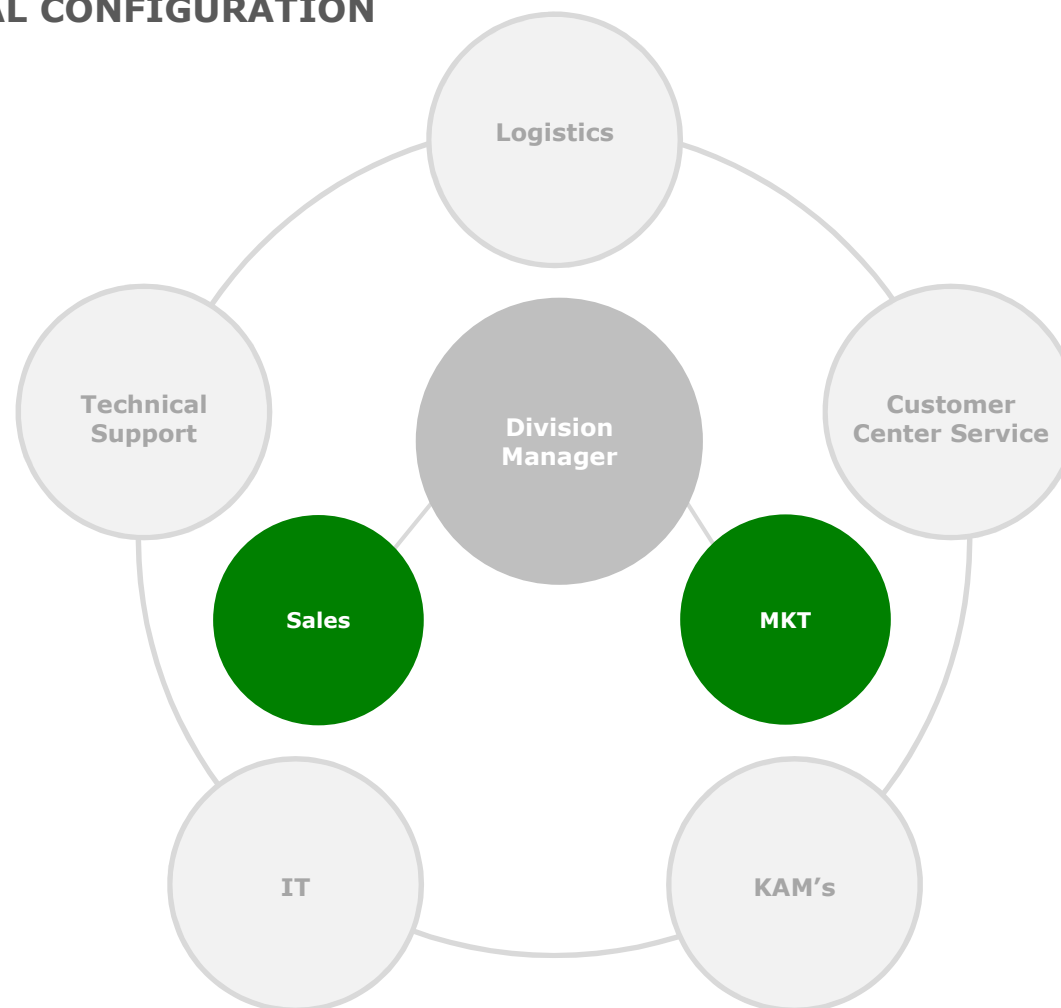 AL CONFIGURATION
Logistics
Technical
Support
Division
Manager
Customer
Center Service
Sales
MKT
IT
KAM’s